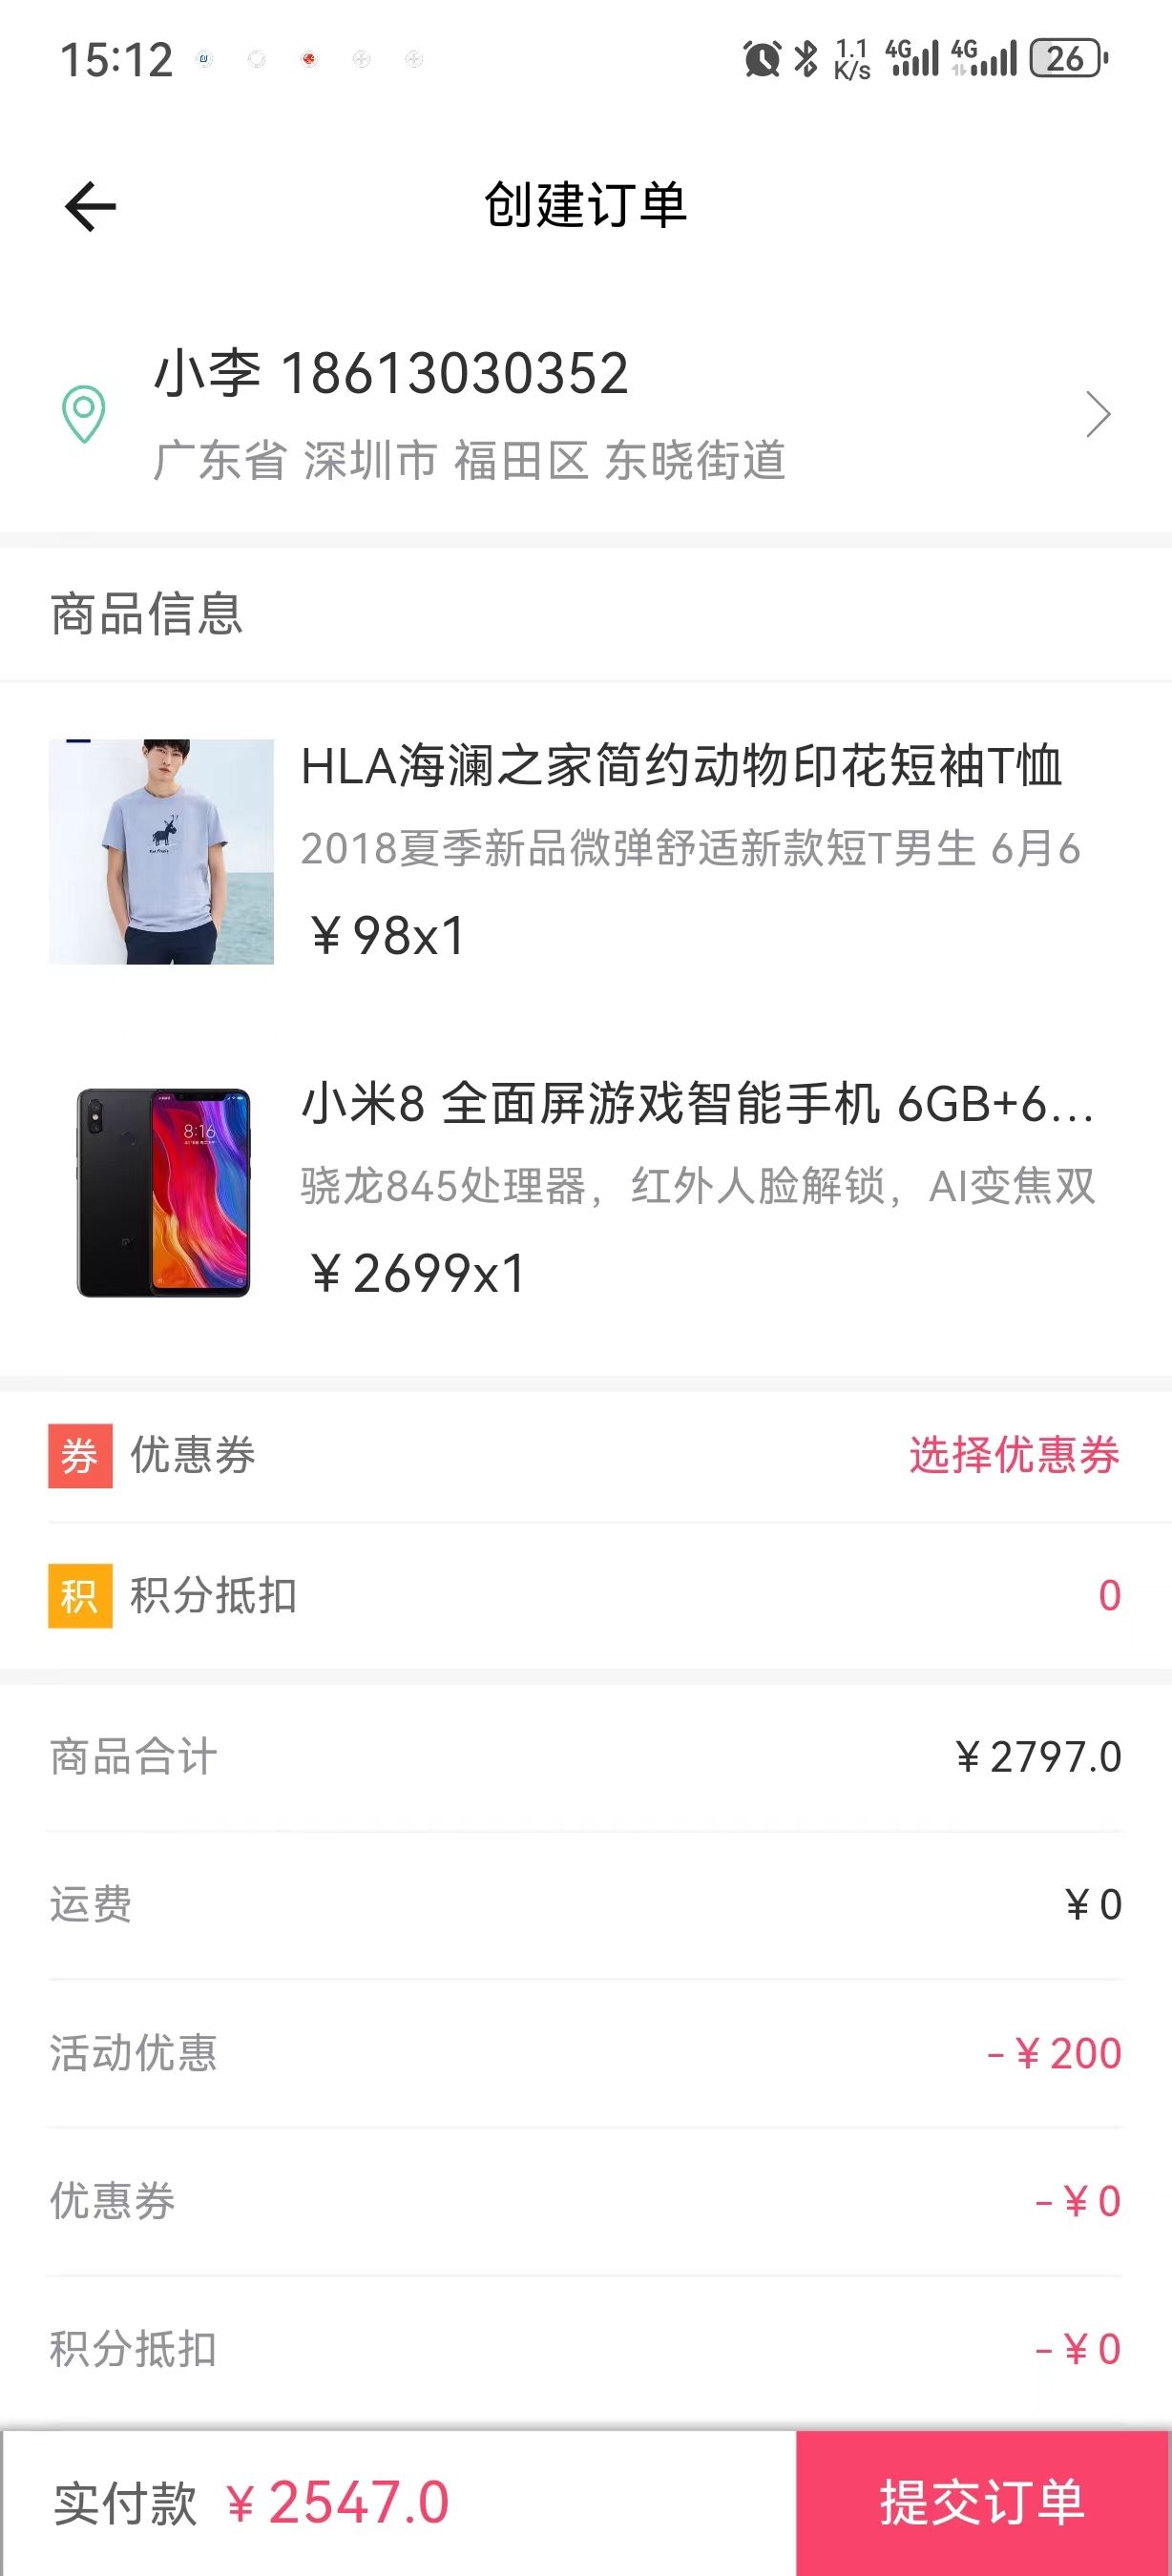 15:12
1.1 K/s 4G 4G 26
创建订单
小李 18613030352
广东省 深圳市 福田区 东晓街道
商品信息
HLA海澜之家简约动物印花短袖T恤
2018夏季新品微弹舒适新款短T男生 6月6
¥98x1
8:16
小米8 全面屏游戏智能手机 6GB+6...
骁龙845处理器，红外人脸解锁，AI变焦双
¥2699x1
券 优惠券 选择优惠券
积 积分抵扣 0
商品合计 ¥2797.0
运费 ¥0
活动优惠 -¥200
优惠券 -¥0
积分抵扣 -¥0
实付款 ¥2547.0 提交订单